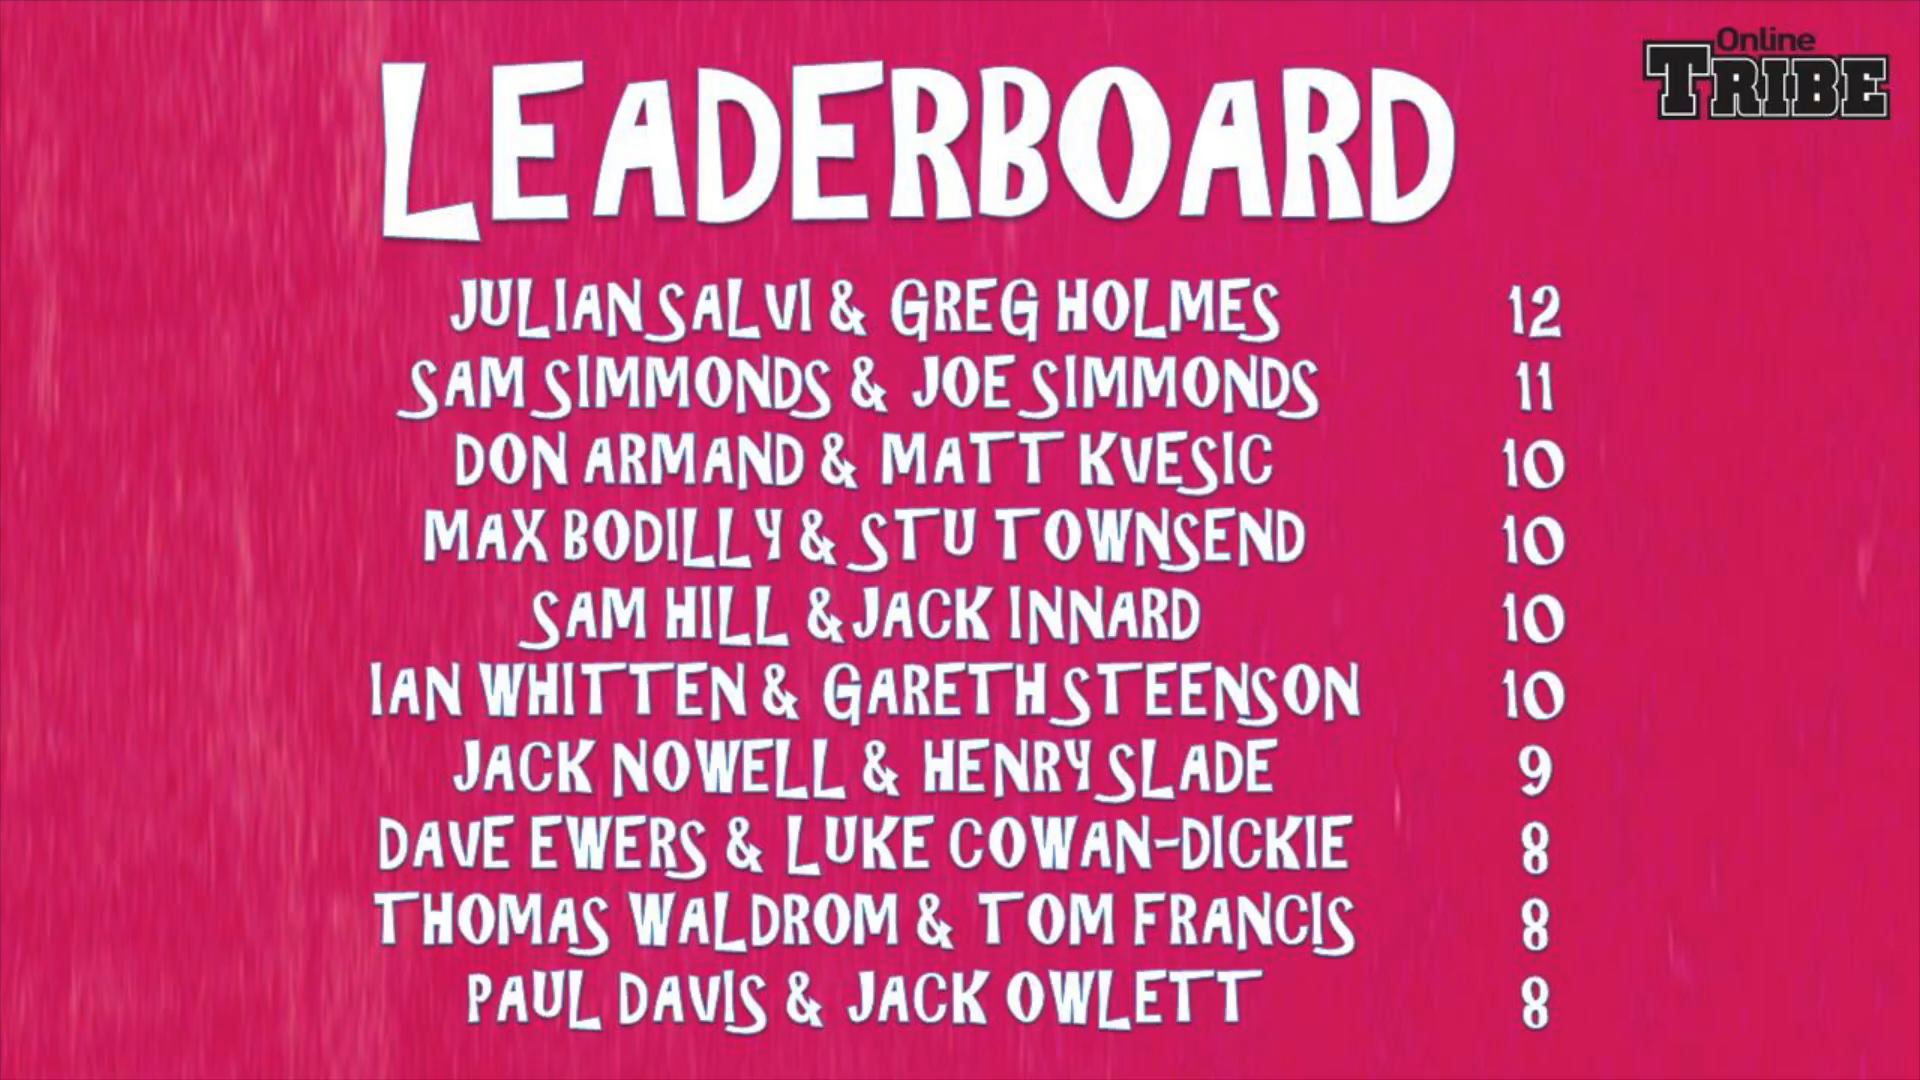 Online
TRIBE
LEADERBOARD
JULIAN SALVI & GREG HOLMES 12
SAM SIMMONDS & JOE SIMMONDS 11
DON ARMAND & MATT KVESIC 10
MAX BODILLY & STU TOWNSEND 10
SAM HILL & JACK INNARD 10
IAN WHITTEN & GARETH STEENSON 10
JACK NOWELL & HENRY SLADE 9
DAVE EWERS & LUKE COWAN-DICKIE 8
THOMAS WALDROM & TOM FRANCIS 8
PAUL DAVIS & JACK OWLETT 8